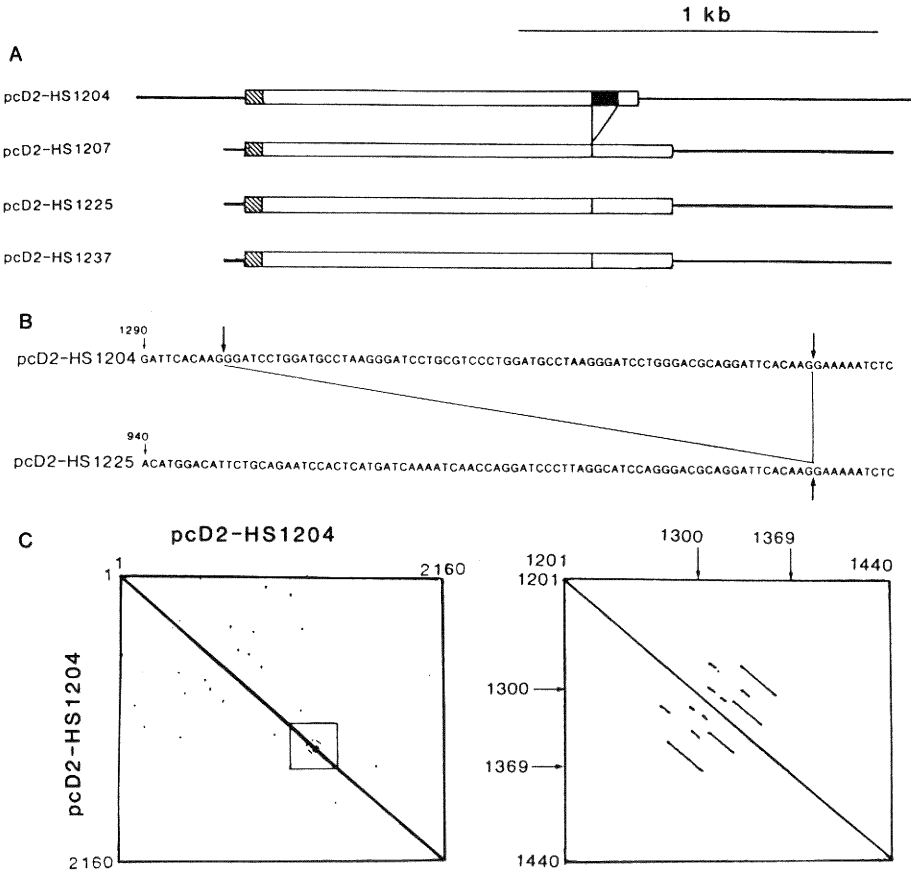 1 kb
A
pcD2-HS1204
pcD2-HS1207
pcD2-HS1225
pcD2-HS1237
B
1290
pcD2-HS1204 GATTCACAAGGGATCCTGGATGCCTAAGGGATCCTGCGTCCCTGGATGCCTAAGGGATCCTGGGACGCAGGATTCACAAGGAAAAATCTC
940
pcD2-HS1225 ACATGGACATTCTGCAGAATCCACTCATGATCAAAATCAACCAGGATCCCTTAGGCATCCAGGGACGCAGGATTCACAAGGAAAAATCTC
C
pcD2-HS1204
1 2160
1
pcD2-HS1204
2160
1300 1369
1201 1440
1201
1300
1369
1440